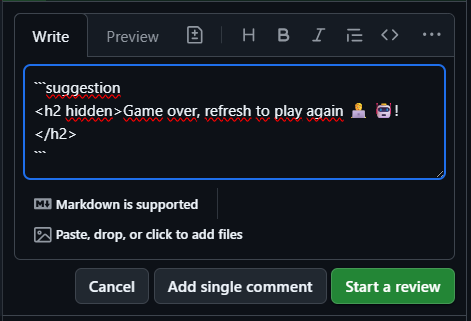 Write
Preview
H B I
```suggestion
<h2 hidden>Game over, refresh to play again 👩‍💻 🤖!
</h2>
```
Markdown is supported
Paste, drop, or click to add files
Cancel
Add single comment
Start a review